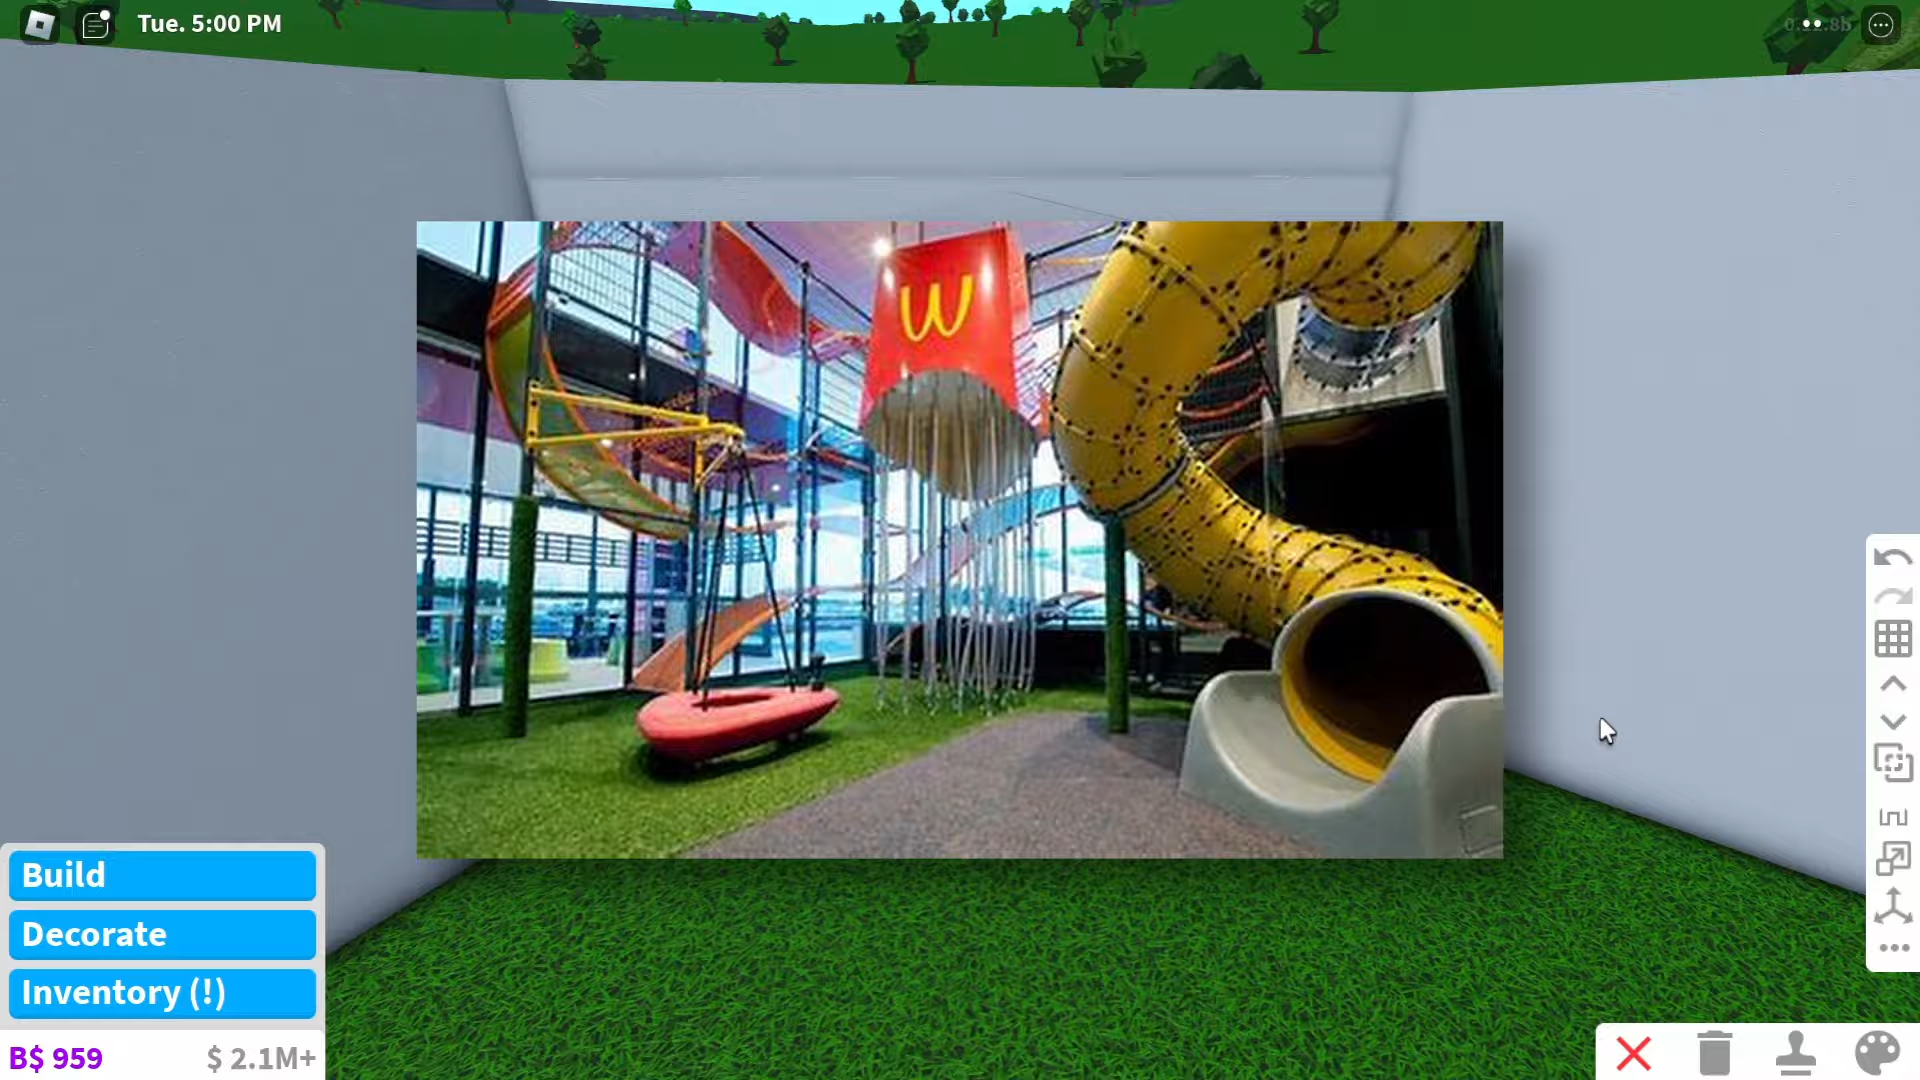 Tue. 5:00 PM
Build
Decorate
Inventory (!)
B$ 959
$ 2.1M+